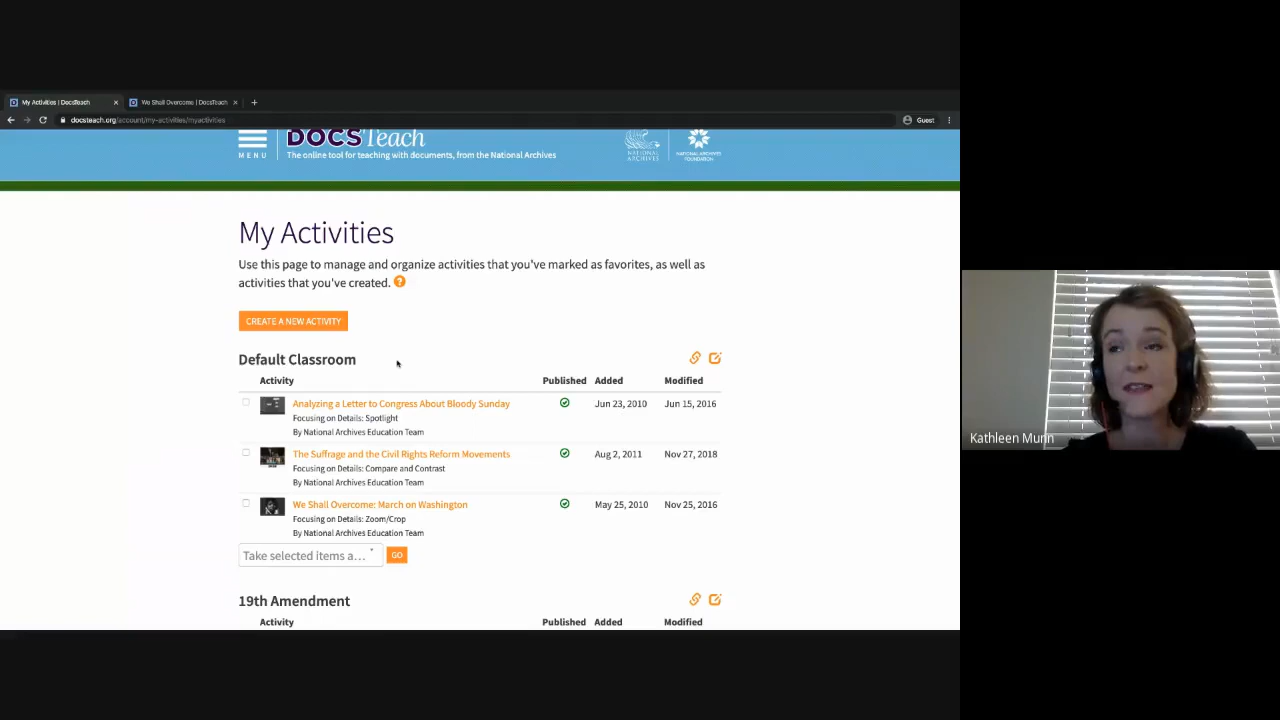 My Activities | DocsTeach
We Shall Overcome | DocsTeach
docsteach.org/account/my-activities/myactivities
Guest
MENU
DOCSTeach
The online tool for teaching with documents, from the National Archives
NATIONAL ARCHIVES
NATIONAL ARCHIVES FOUNDATION
My Activities
Use this page to manage and organize activities that you've marked as favorites, as well as
activities that you've created. ?
CREATE A NEW ACTIVITY
Default Classroom
Activity Published Added Modified
Analyzing a Letter to Congress About Bloody Sunday Jun 23, 2010 Jun 15, 2016
Focusing on Details: Spotlight
By National Archives Education Team
The Suffrage and the Civil Rights Reform Movements Aug 2, 2011 Nov 27, 2018
Focusing on Details: Compare and Contrast
By National Archives Education Team
We Shall Overcome: March on Washington May 25, 2010 Nov 25, 2016
Focusing on Details: Zoom/Crop
By National Archives Education Team
Take selected items a... GO
19th Amendment
Activity Published Added Modified
Kathleen Munn